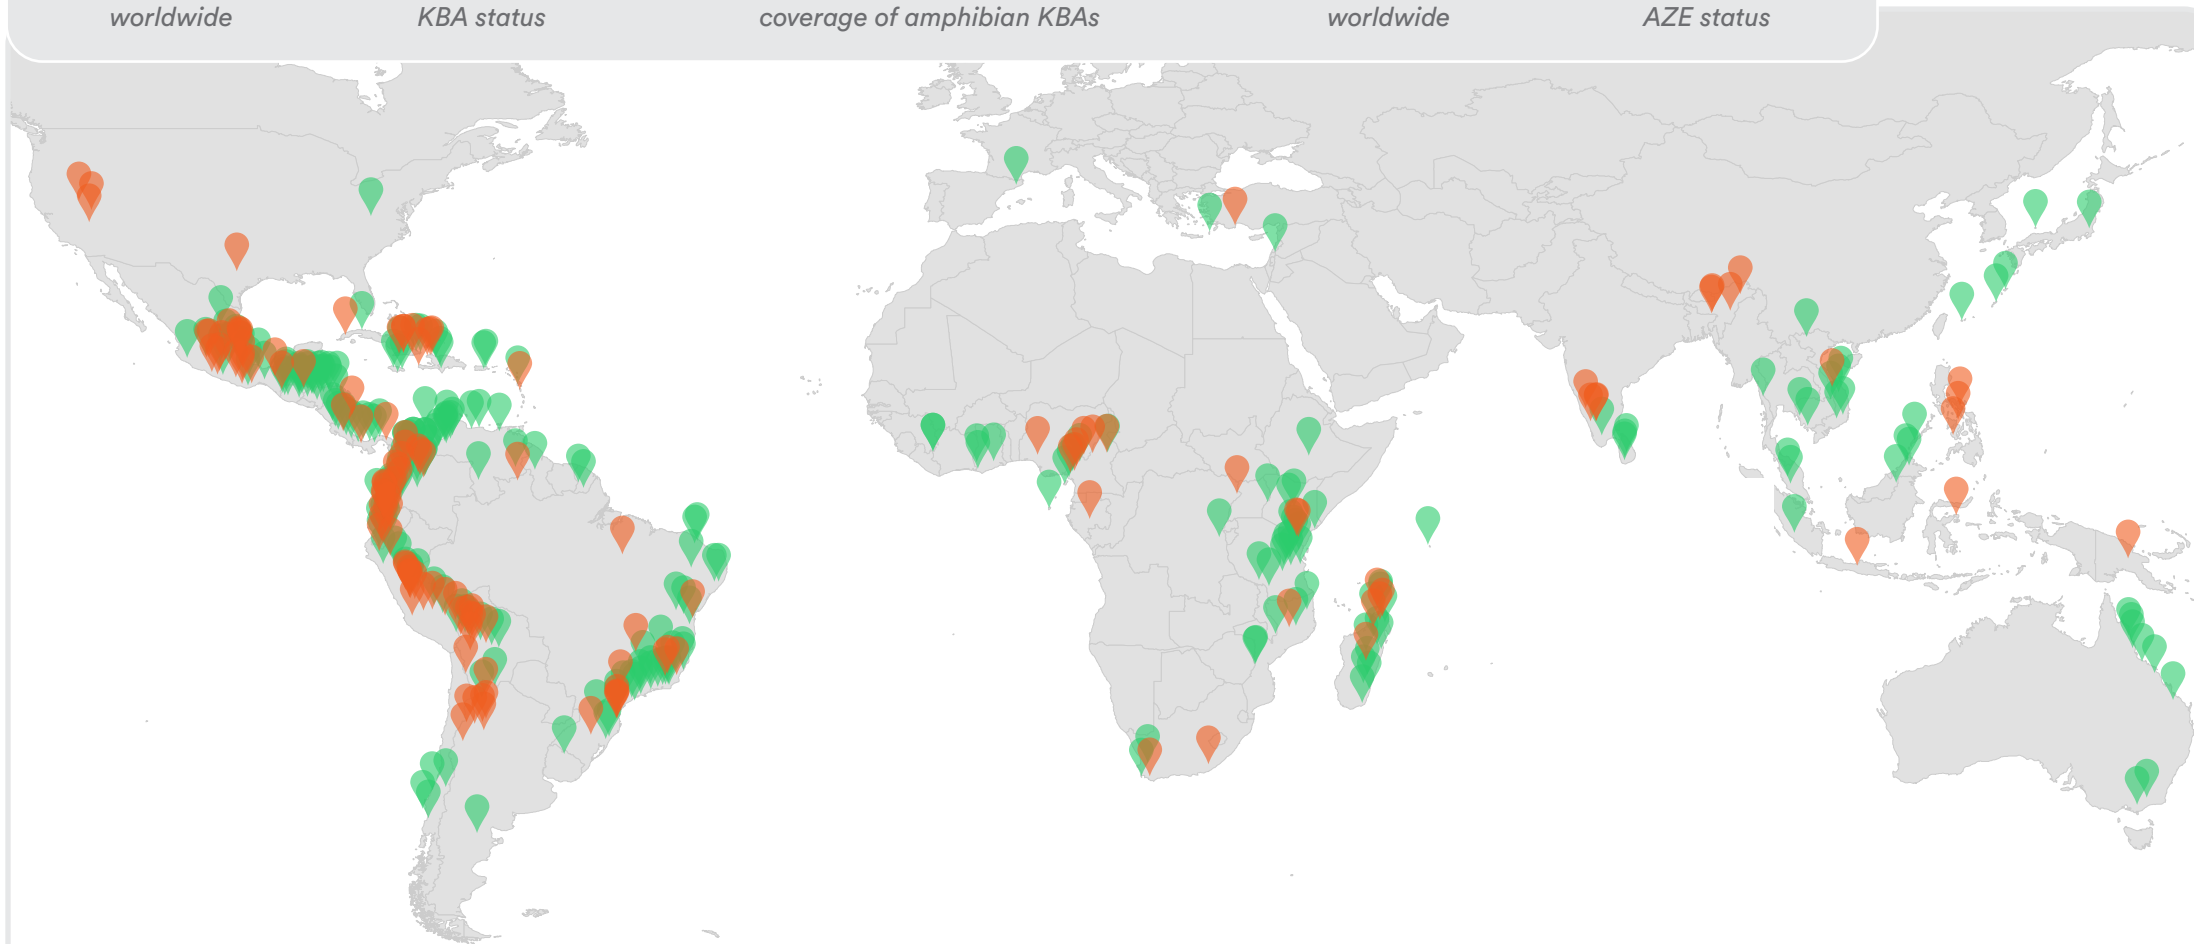 worldwide
KBA status
coverage of amphibian KBAs
worldwide
AZE status